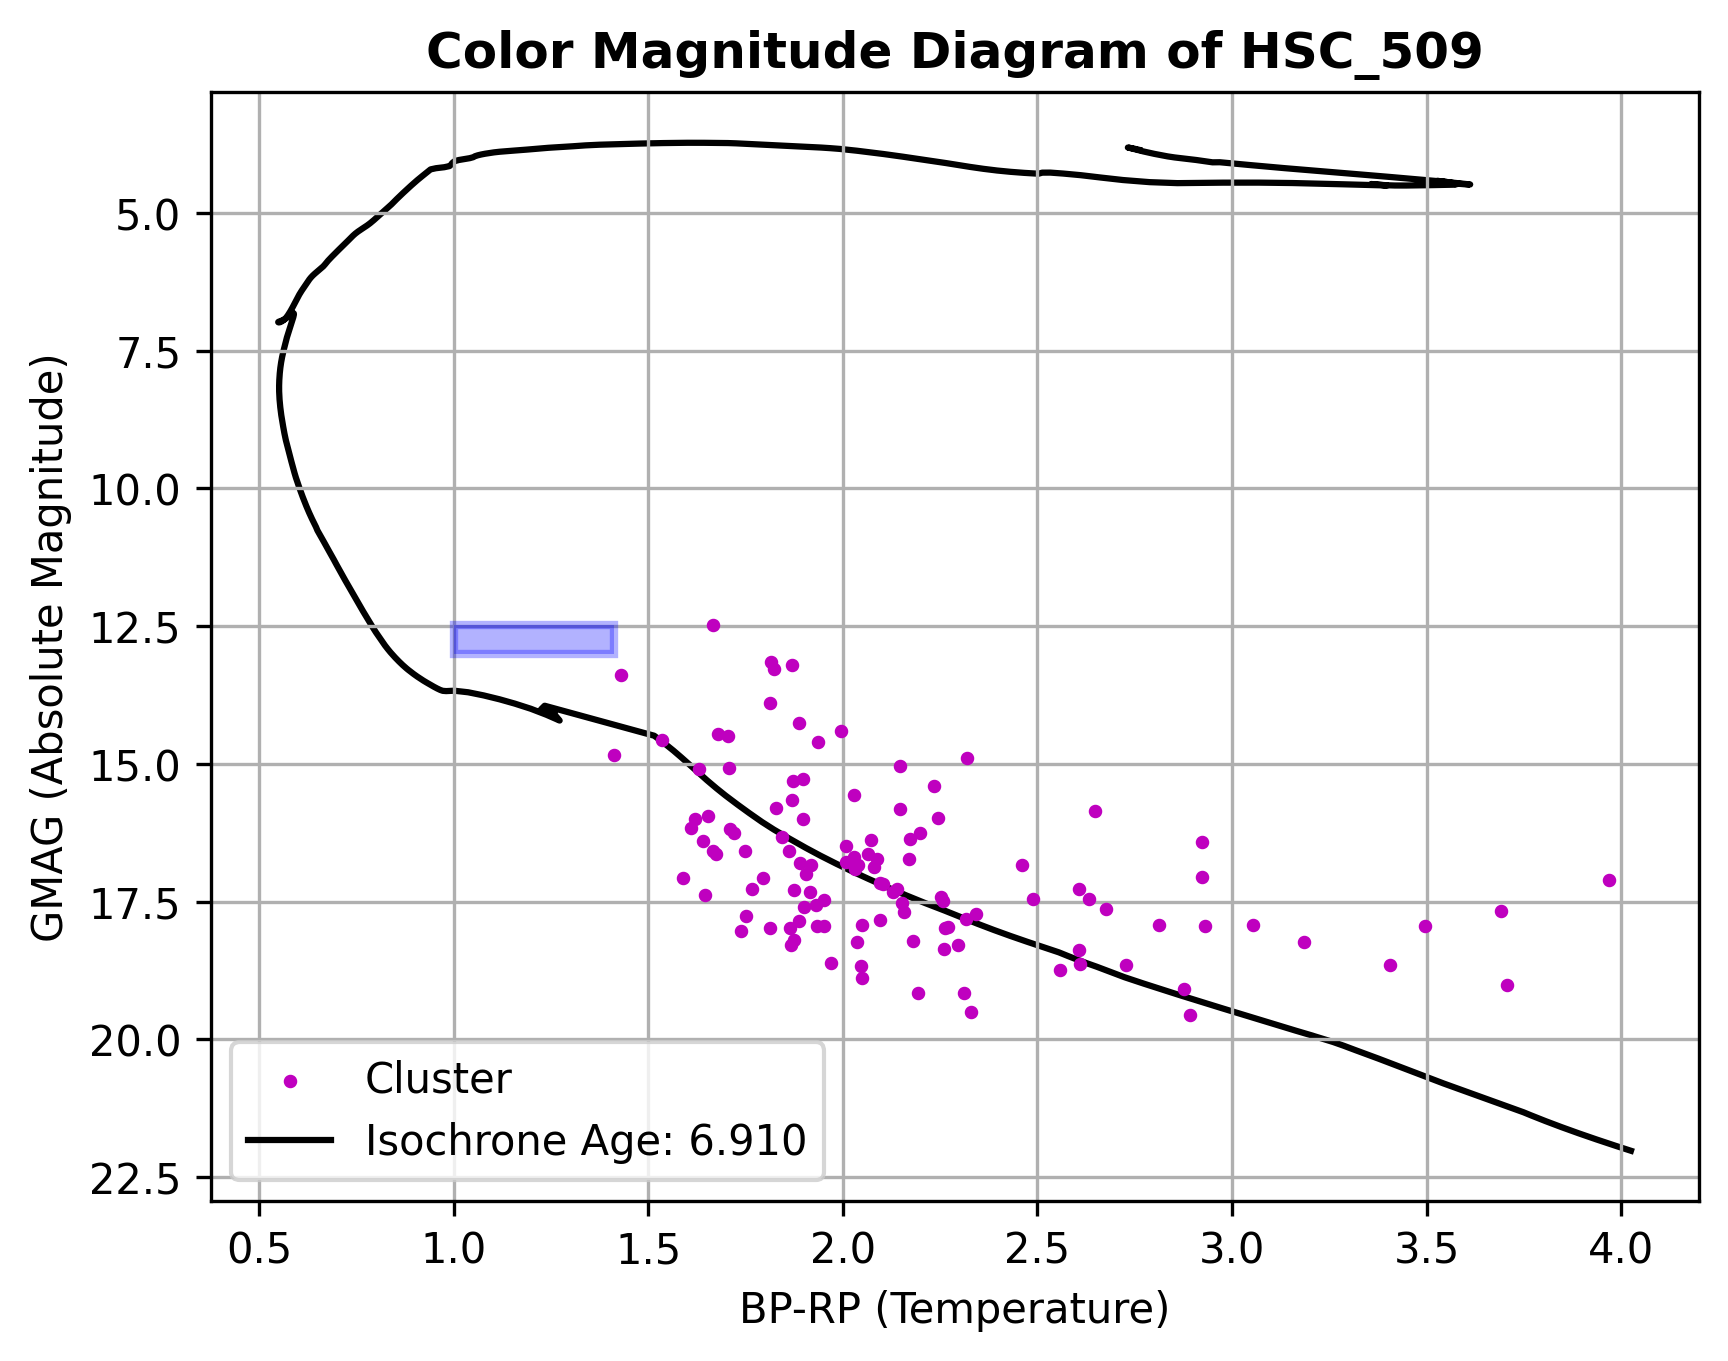 Color Magnitude Diagram of HSC_509
GMAG (Absolute Magnitude)
5.0
7.5
10.0
12.5
15.0
17.5
20.0
22.5
Cluster
Isochrone Age: 6.910
0.5 1.0 1.5 2.0 2.5 3.0 3.5 4.0
BP-RP (Temperature)